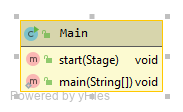 C Main
m start(Stage) void
m main(String[]) void
Powered by yFiles